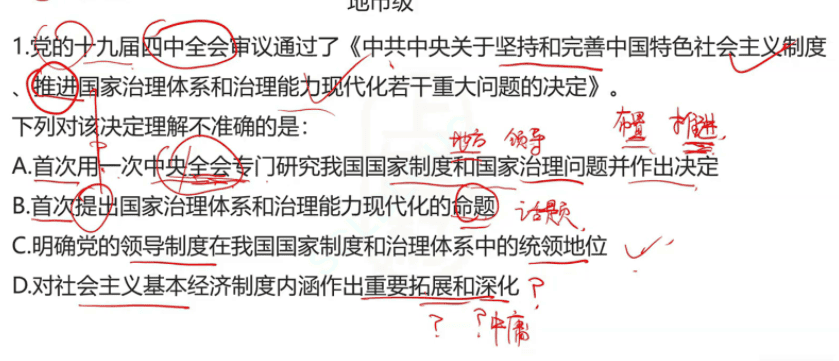 地市级
1.党的十九届四中全会审议通过了《中共中央关于坚持和完善中国特色社会主义制度
、推进国家治理体系和治理能力现代化若干重大问题的决定》。
下列对该决定理解不准确的是：
地方 领导 布置 推进
A.首次用一次中央全会专门研究我国国家制度和国家治理问题并作出决定
B.首次提出国家治理体系和治理能力现代化的命题 话题
C.明确党的领导制度在我国国家制度和治理体系中的统领地位
D.对社会主义基本经济制度内涵作出重要拓展和深化 ?
? ?中庸